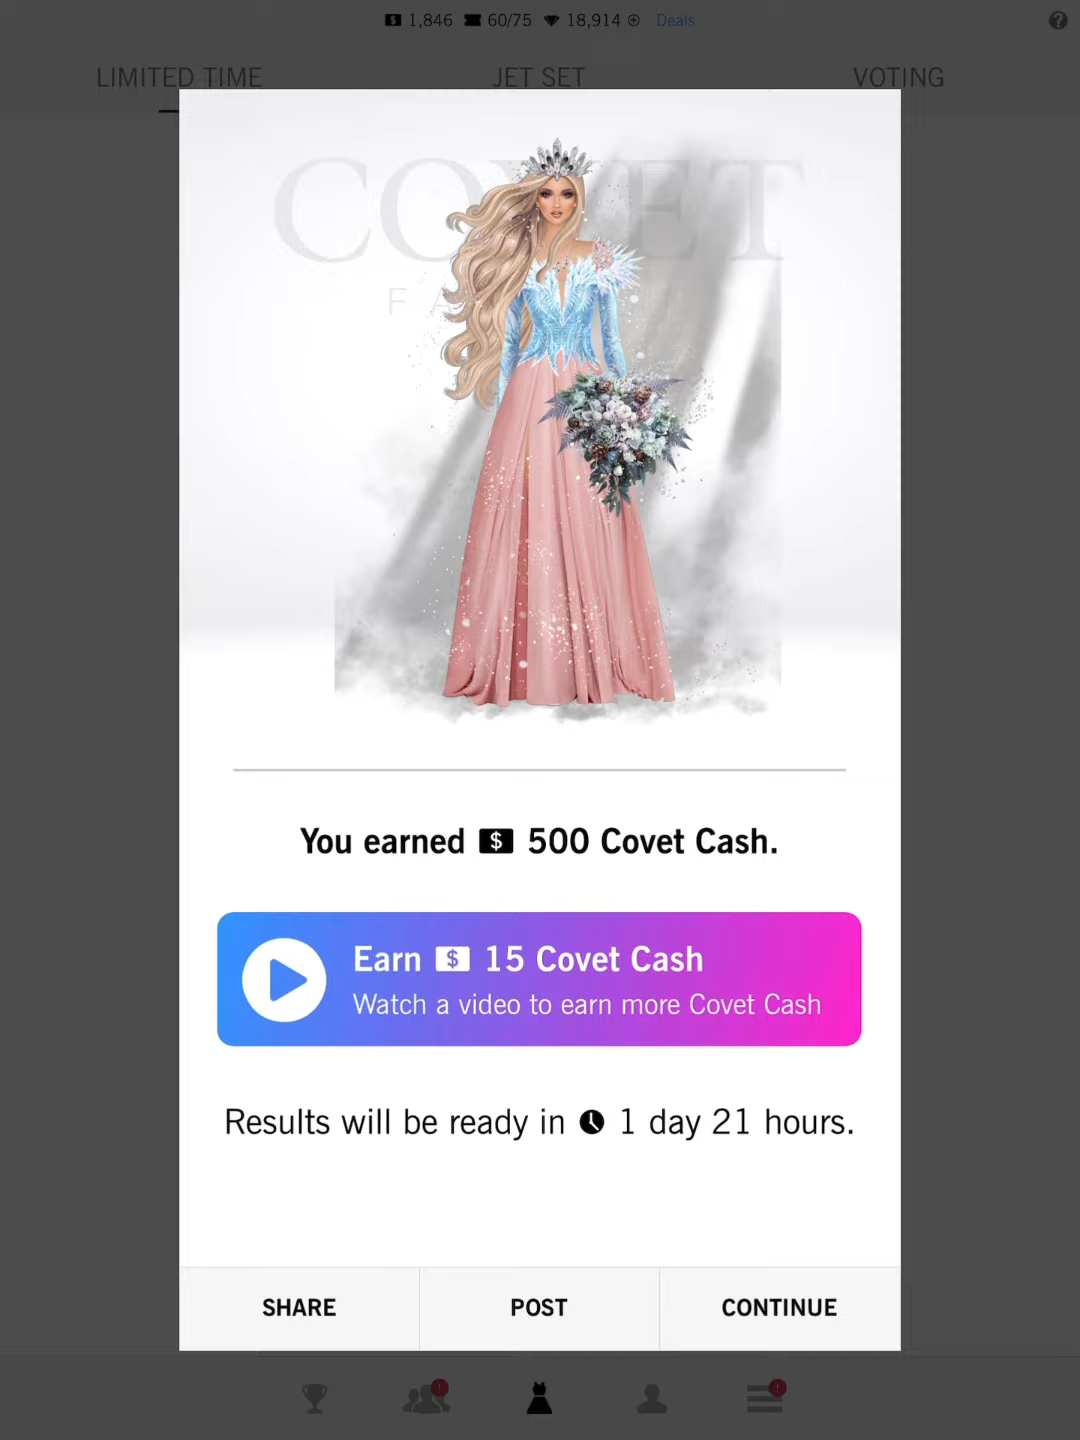 1,846 60/75 18,914 Deals ?
LIMITED TIME JET SET VOTING
COVET
FA
You earned $ 500 Covet Cash.
Earn $ 15 Covet Cash
Watch a video to earn more Covet Cash
Results will be ready in 1 day 21 hours.
SHARE POST CONTINUE